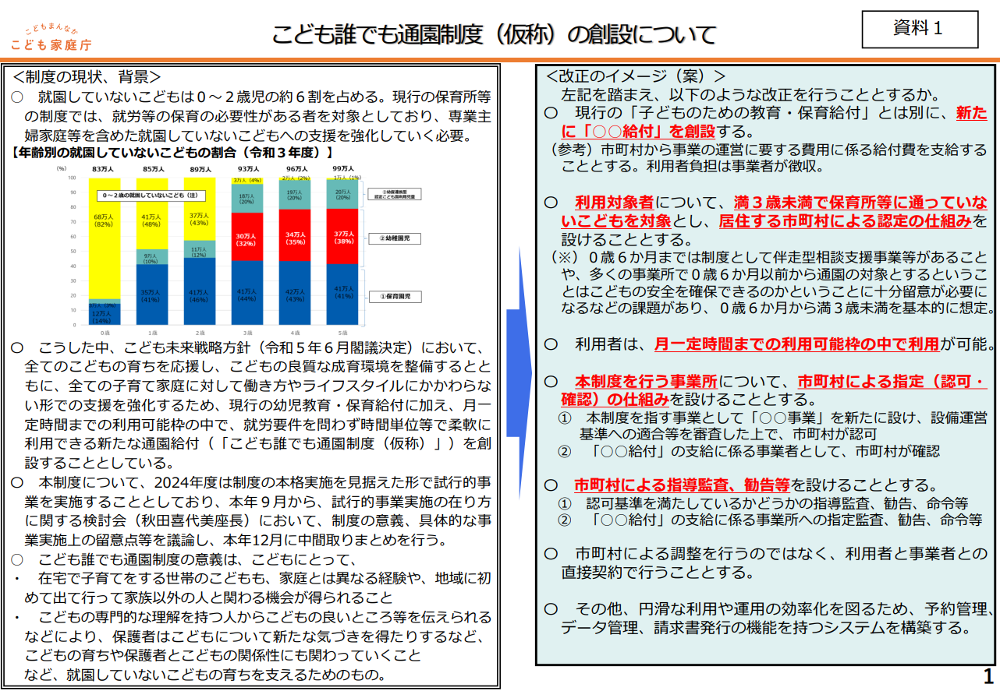 こどもまんなか
こども家庭庁
こども誰でも通園制度（仮称）の創設について
資料１
＜制度の現状、背景＞
○　就園していないこどもは０～２歳児の約６割を占める。現行の保育所等
の制度では、就労等の保育の必要性がある者を対象としており、専業主
婦家庭等を含めた就園していないこどもへの支援を強化していく必要。
【年齢別の就園していないこどもの割合（令和３年度）】
(%)
83万人 85万人 89万人 93万人 96万人 99万人
100
90
80
70
60
50
40
30
20
10
0
０～２歳の就園していないこども（注）
68万人
(82%)
3万人（3%）
12万人
(14%)
41万人
(48%)
9万人
(10%)
35万人
(41%)
37万人
(43%)
11万人
(12%)
41万人
(46%)
3万人（4%）
18万人
(20%)
30万人
(32%)
41万人
(44%)
2万人（2%）
19万人
(20%)
34万人
(35%)
42万人
(43%)
1万人（1%）
20万人
(20%)
37万人
(38%)
41万人
(41%)
③幼保連携型
認定こども園利用児童
②幼稚園児
①保育園児
０歳 １歳 ２歳 ３歳 ４歳 ５歳
○　こうした中、こども未来戦略方針（令和５年６月閣議決定）において、
全てのこどもの育ちを応援し、こどもの良質な成育環境を整備するとと
もに、全ての子育て家庭に対して働き方やライフスタイルにかかわらな
い形での支援を強化するため、現行の幼児教育・保育給付に加え、月一
定時間までの利用可能枠の中で、就労要件を問わず時間単位等で柔軟に
利用できる新たな通園給付（「こども誰でも通園制度（仮称）」）を創
設することとしている。
○　本制度について、2024年度は制度の本格実施を見据えた形で試行的事
業を実施することとしており、本年９月から、試行的事業実施の在り方
に関する検討会（秋田喜代美座長）において、制度の意義、具体的な事
業実施上の留意点等を議論し、本年12月に中間取りまとめを行う。
○　こども誰でも通園制度の意義は、こどもにとって、
・　在宅で子育てをする世帯のこどもも、家庭とは異なる経験や、地域に初
めて出て行って家族以外の人と関わる機会が得られること
・　こどもの専門的な理解を持つ人からこどもの良いところ等を伝えられる
などにより、保護者はこどもについて新たな気づきを得たりするなど、
こどもの育ちや保護者とこどもの関係性にも関わっていくこと
など、就園していないこどもの育ちを支えるためのもの。
＜改正のイメージ（案）＞
左記を踏まえ、以下のような改正を行うこととするか。
○　現行の「子どものための教育・保育給付」とは別に、新た
に「○○給付」を創設する。
（参考）市町村から事業の運営に要する費用に係る給付費を支給する
こととする。利用者負担は事業者が徴収。
○　利用対象者について、満３歳未満で保育所等に通っていな
いこどもを対象とし、居住する市町村による認定の仕組みを
設けることとする。
（※）０歳６か月までは制度として伴走型相談支援事業等があること
や、多くの事業所で０歳６か月以前から通園の対象とするというこ
とはこどもの安全を確保できるのかということに十分留意が必要に
なるなどの課題があり、０歳６か月から満３歳未満を基本的に想定。
○　利用者は、月一定時間までの利用可能枠の中で利用が可能。
○　本制度を行う事業所について、市町村による指定（認可・
確認）の仕組みを設けることとする。
①　本制度を指す事業として「○○事業」を新たに設け、設備運営
基準への適合等を審査した上で、市町村が認可
②　「○○給付」の支給に係る事業者として、市町村が確認
○　市町村による指導監査、勧告等を設けることとする。
①　認可基準を満たしているかどうかの指導監査、勧告、命令等
②　「○○給付」の支給に係る事業所への指定監査、勧告、命令等
○　市町村による調整を行うのではなく、利用者と事業者との
直接契約で行うこととする。
○　その他、円滑な利用や運用の効率化を図るため、予約管理、
データ管理、請求書発行の機能を持つシステムを構築する。
1